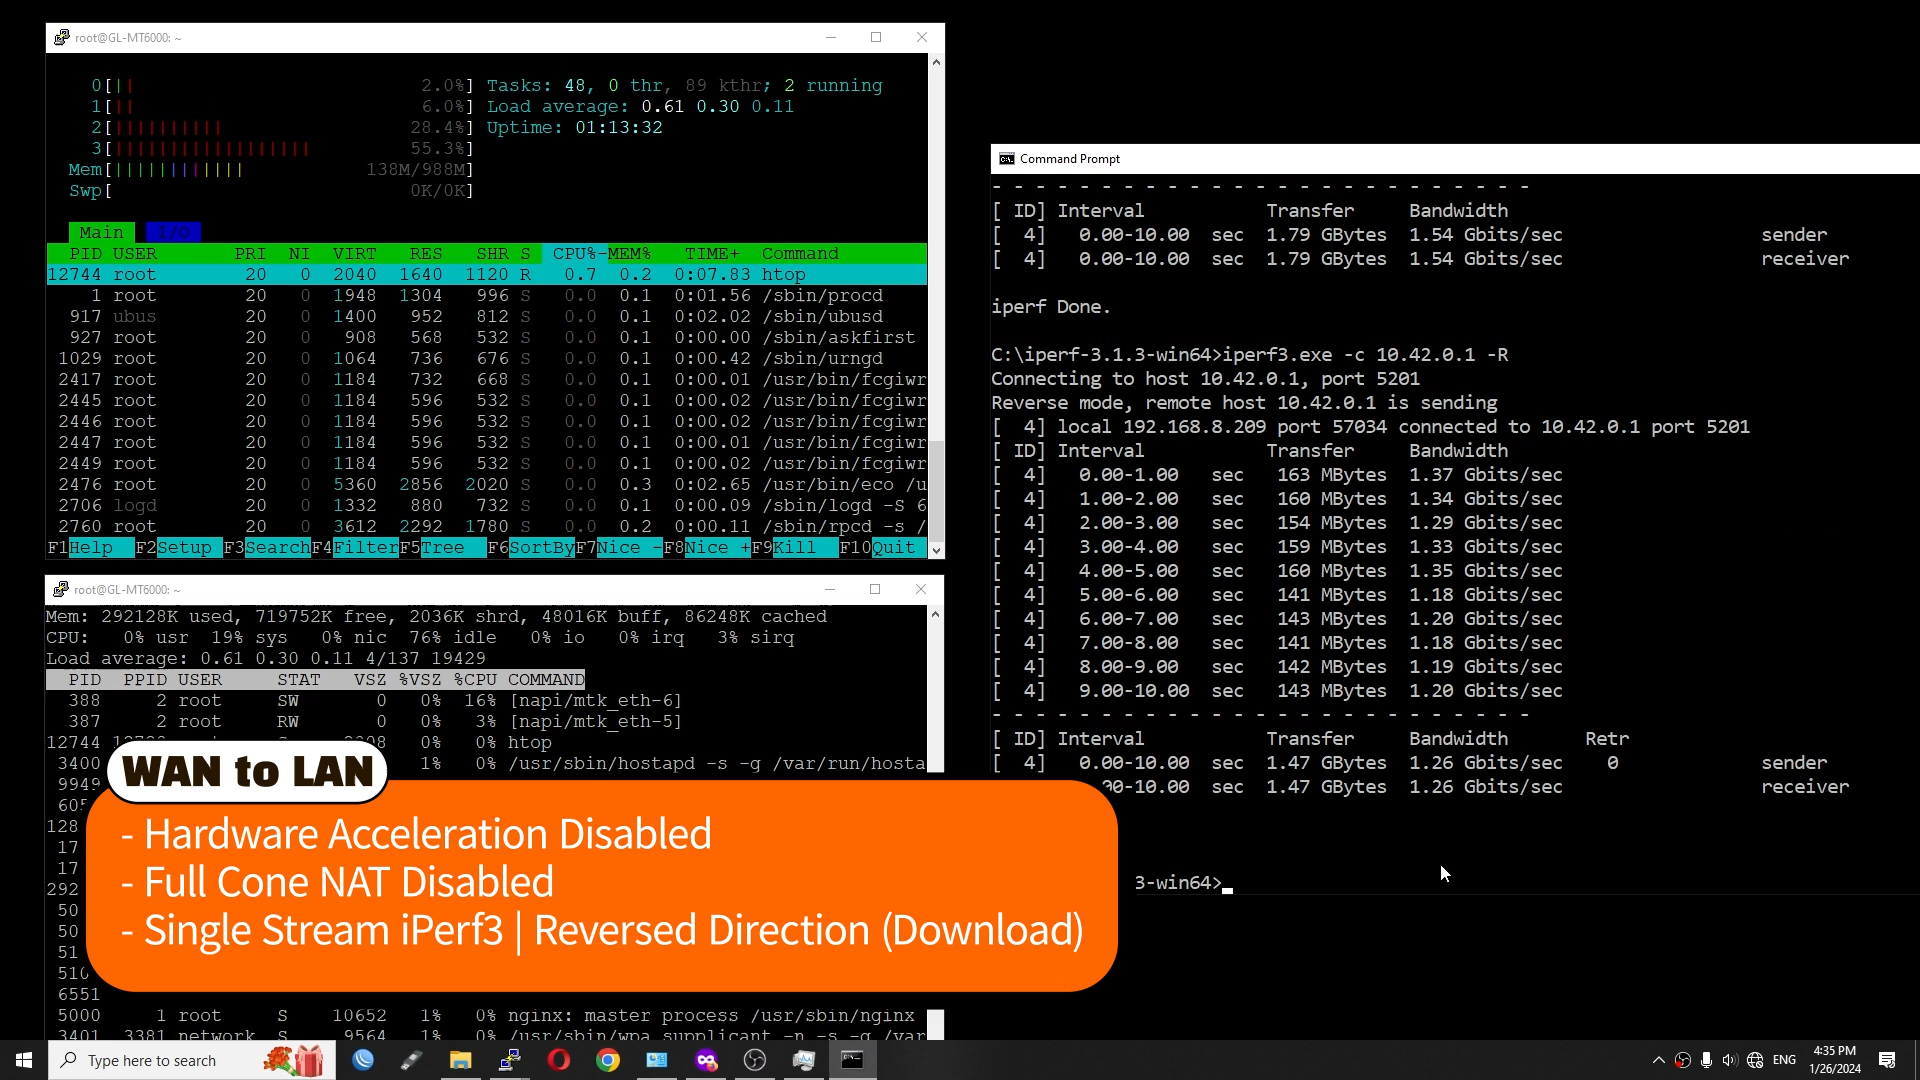 root@GL-MT6000: ~
0[|| 2.0%] Tasks: 48, 0 thr, 89 kthr; 2 running
1[|| 6.0%] Load average: 0.61 0.30 0.11
2[|||||||||| 28.4%] Uptime: 01:13:32
3[|||||||||||||||||| 55.3%]
Mem[|||||||||||| 138M/988M]
Swp[ 0K/0K]
Main I/O
PID USER PRI NI VIRT RES SHR S CPU%-MEM% TIME+ Command
12744 root 20 0 2040 1640 1120 R 0.7 0.2 0:07.83 htop
1 root 20 0 1948 1304 996 S 0.0 0.1 0:01.56 /sbin/procd
917 ubus 20 0 1400 952 812 S 0.0 0.1 0:02.02 /sbin/ubusd
927 root 20 0 908 568 532 S 0.0 0.1 0:00.00 /sbin/askfirst
1029 root 20 0 1064 736 676 S 0.0 0.1 0:00.42 /sbin/urngd
2417 root 20 0 1184 732 668 S 0.0 0.1 0:00.01 /usr/bin/fcgiwr
2445 root 20 0 1184 596 532 S 0.0 0.1 0:00.02 /usr/bin/fcgiwr
2446 root 20 0 1184 596 532 S 0.0 0.1 0:00.02 /usr/bin/fcgiwr
2447 root 20 0 1184 596 532 S 0.0 0.1 0:00.01 /usr/bin/fcgiwr
2449 root 20 0 1184 596 532 S 0.0 0.1 0:00.02 /usr/bin/fcgiwr
2476 root 20 0 5360 2856 2020 S 0.0 0.3 0:02.65 /usr/bin/eco /u
2706 logd 20 0 1332 880 732 S 0.0 0.1 0:00.09 /sbin/logd -S 6
2760 root 20 0 3612 2292 1780 S 0.0 0.2 0:00.11 /sbin/rpcd -s /
F1Help F2Setup F3SearchF4FilterF5Tree F6SortByF7Nice -F8Nice +F9Kill F10Quit
root@GL-MT6000: ~
Mem: 292128K used, 719752K free, 2036K shrd, 48016K buff, 86248K cached
CPU: 0% usr 19% sys 0% nic 76% idle 0% io 0% irq 3% sirq
Load average: 0.61 0.30 0.11 4/137 19429
PID PPID USER STAT VSZ %VSZ %CPU COMMAND
388 2 root SW 0 0% 16% [napi/mtk_eth-6]
387 2 root RW 0 0% 3% [napi/mtk_eth-5]
12744 0% 0% htop
3400 1% 0% /usr/sbin/hostapd -s -g /var/run/hosta
9949
128
17
17
292
50
50
51
510
6551
5000 1 root S 10652 1% 0% nginx: master process /usr/sbin/nginx
3401 3381 network S 9564 1% 0% /usr/sbin/wpa_supplicant -n -s -g /var
WAN to LAN
- Hardware Acceleration Disabled
- Full Cone NAT Disabled
- Single Stream iPerf3 | Reversed Direction (Download)
Command Prompt
- - - - - - - - - - - - - - - - - - - - - - - - -
[ ID] Interval Transfer Bandwidth
[ 4] 0.00-10.00 sec 1.79 GBytes 1.54 Gbits/sec sender
[ 4] 0.00-10.00 sec 1.79 GBytes 1.54 Gbits/sec receiver
iperf Done.
C:\iperf-3.1.3-win64>iperf3.exe -c 10.42.0.1 -R
Connecting to host 10.42.0.1, port 5201
Reverse mode, remote host 10.42.0.1 is sending
[ 4] local 192.168.8.209 port 57034 connected to 10.42.0.1 port 5201
[ ID] Interval Transfer Bandwidth
[ 4] 0.00-1.00 sec 163 MBytes 1.37 Gbits/sec
[ 4] 1.00-2.00 sec 160 MBytes 1.34 Gbits/sec
[ 4] 2.00-3.00 sec 154 MBytes 1.29 Gbits/sec
[ 4] 3.00-4.00 sec 159 MBytes 1.33 Gbits/sec
[ 4] 4.00-5.00 sec 160 MBytes 1.35 Gbits/sec
[ 4] 5.00-6.00 sec 141 MBytes 1.18 Gbits/sec
[ 4] 6.00-7.00 sec 143 MBytes 1.20 Gbits/sec
[ 4] 7.00-8.00 sec 141 MBytes 1.18 Gbits/sec
[ 4] 8.00-9.00 sec 142 MBytes 1.19 Gbits/sec
[ 4] 9.00-10.00 sec 143 MBytes 1.20 Gbits/sec
- - - - - - - - - - - - - - - - - - - - - - - - -
[ ID] Interval Transfer Bandwidth Retr
[ 4] 0.00-10.00 sec 1.47 GBytes 1.26 Gbits/sec 0 sender
00-10.00 sec 1.47 GBytes 1.26 Gbits/sec receiver
3-win64>
Type here to search
ENG
4:35 PM
1/26/2024